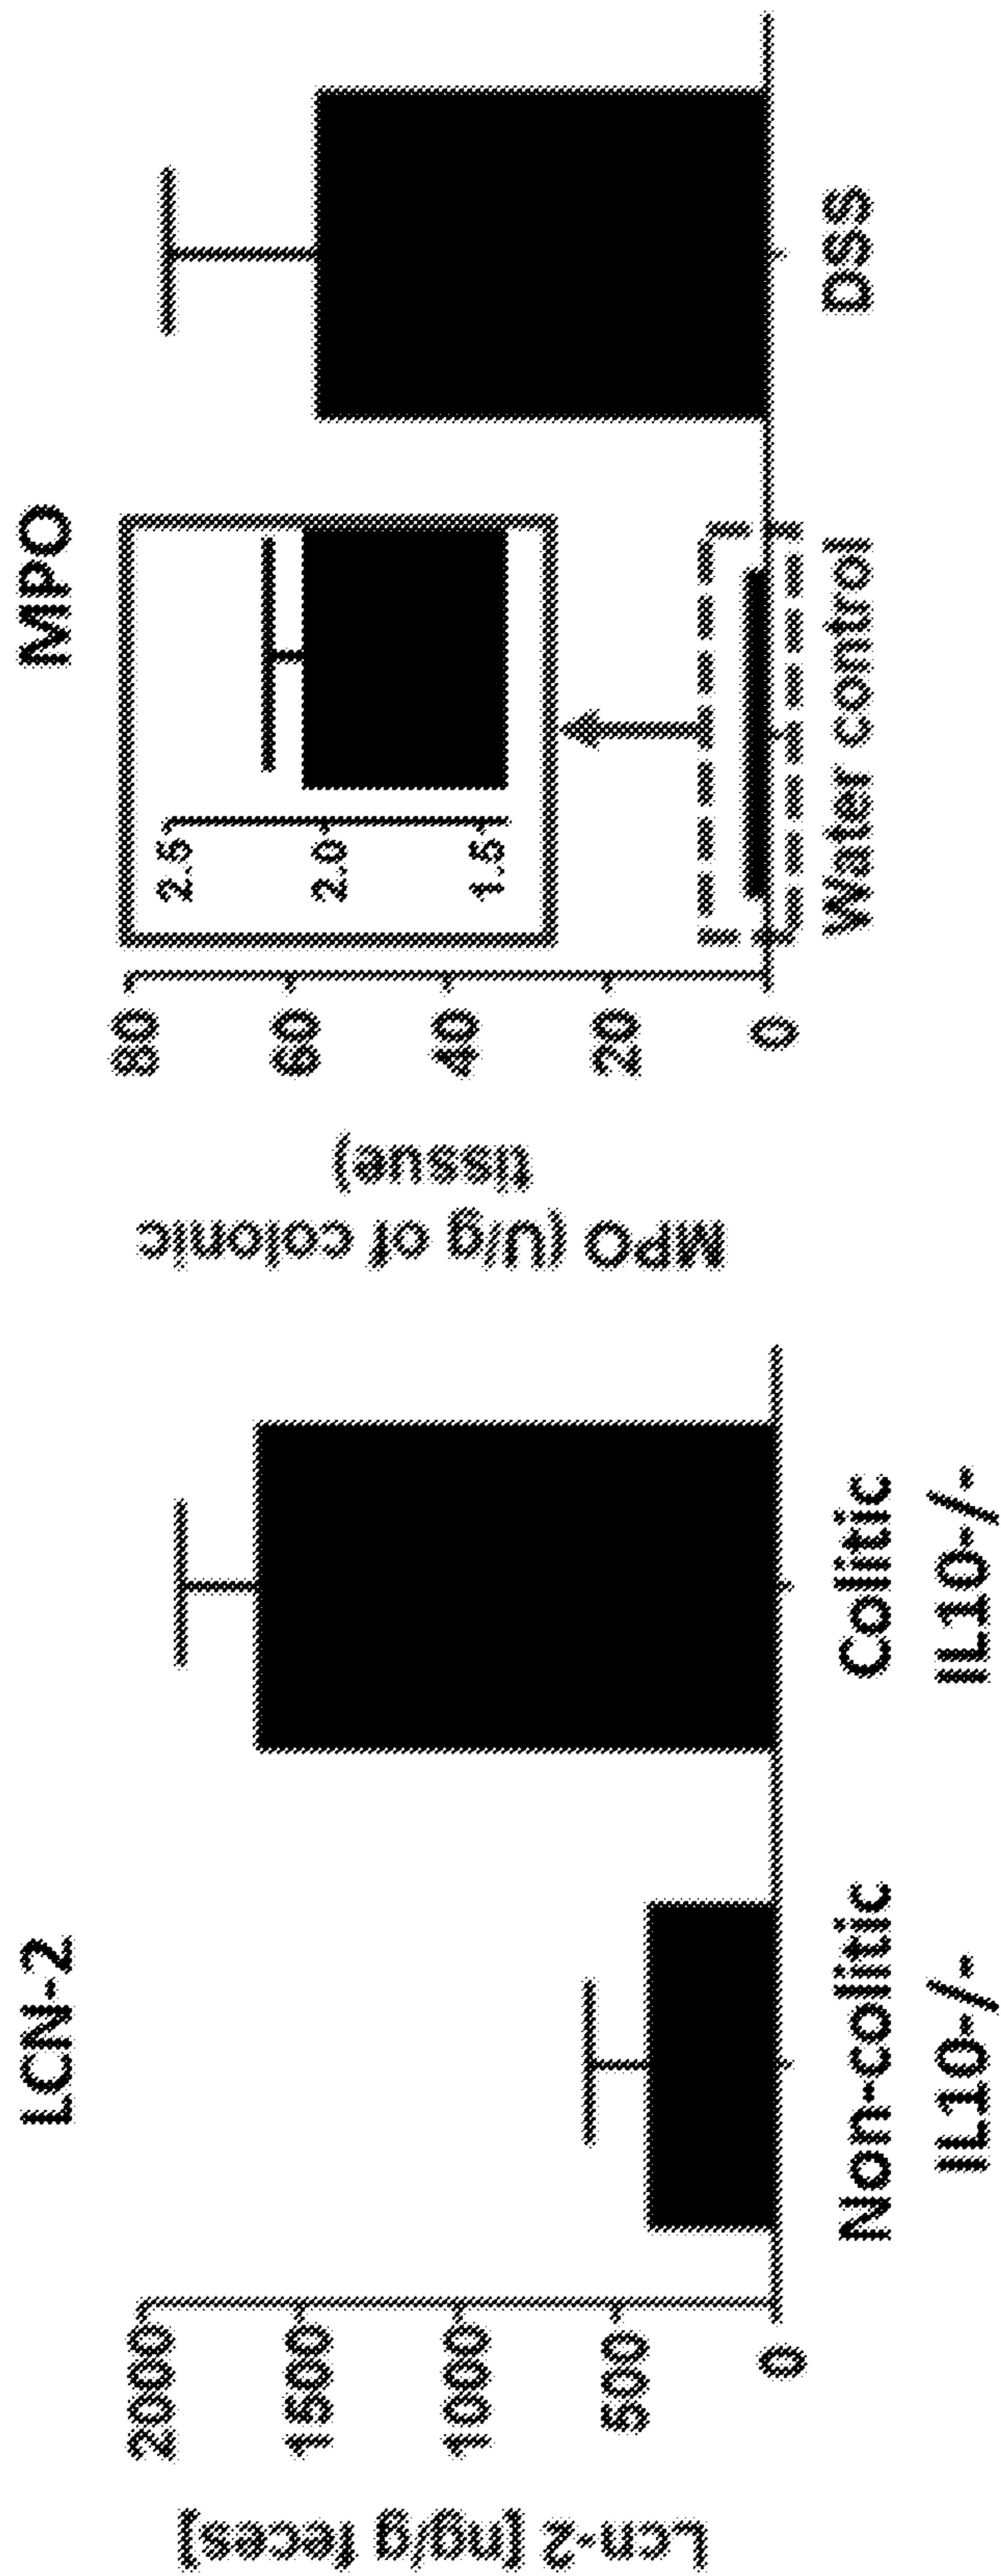 LCN-2
Lcn-2 [ng/g feces]
2000
1500
1000
500
0
Non-colitic
IL10-/-
Colitic
IL10-/-
MPO
MPO (U/g of colonic
tissue)
80
60
40
20
0
2.5
2.0
1.5
Water control
DSS